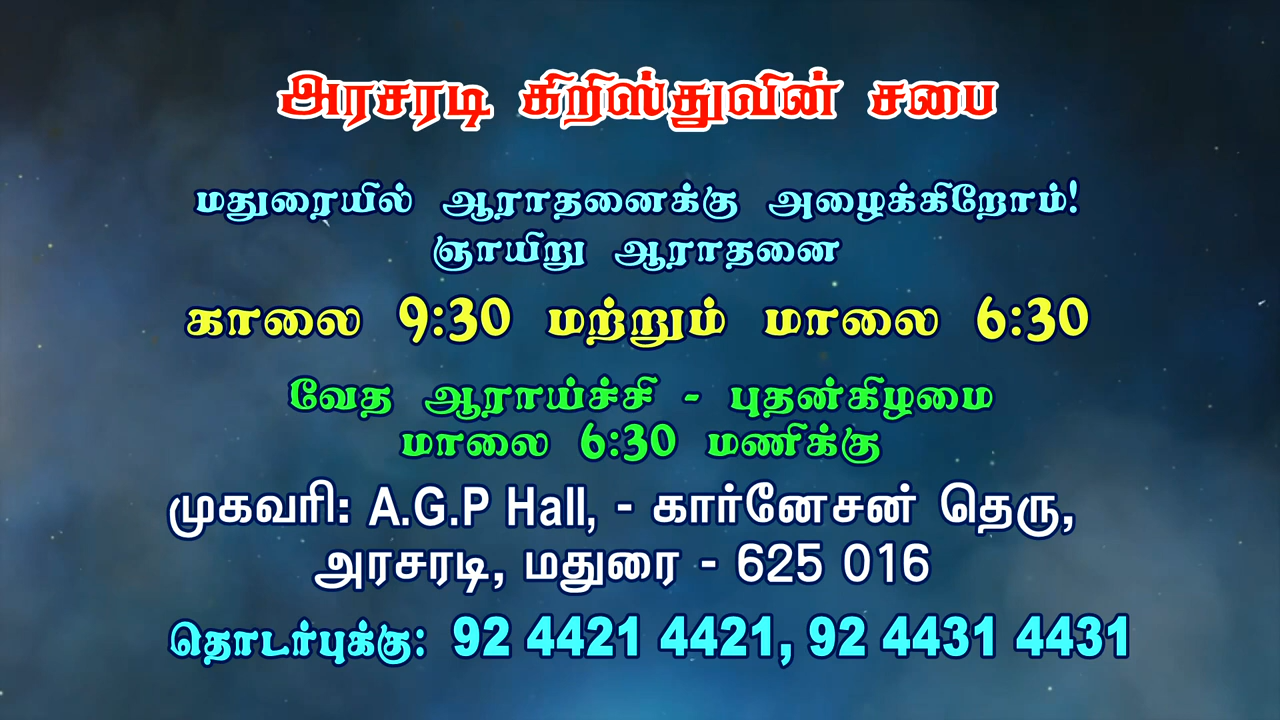 அரசரடி கிறிஸ்துவின் சபை
மதுரையில் ஆராதனைக்கு அழைக்கிறோம்!
ஞாயிறு ஆராதனை
காலை 9:30 மற்றும் மாலை 6:30
வேத ஆராய்ச்சி - புதன்கிழமை
மாலை 6:30 மணிக்கு
முகவரி: A.G.P Hall, - கார்னேசன் தெரு,
அரசரடி, மதுரை - 625 016
தொடர்புக்கு: 92 4421 4421, 92 4431 4431